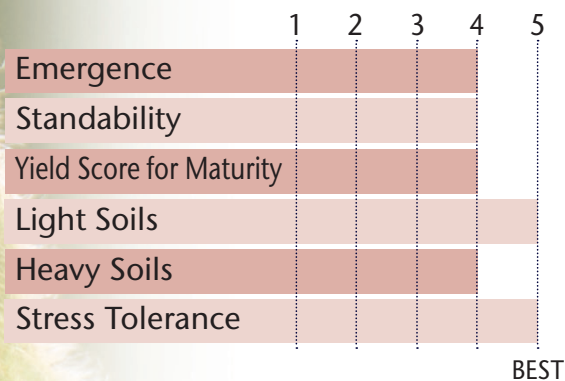 1 2 3 4 5
Emergence
Standability
Yield Score for Maturity
Light Soils
Heavy Soils
Stress Tolerance
BEST